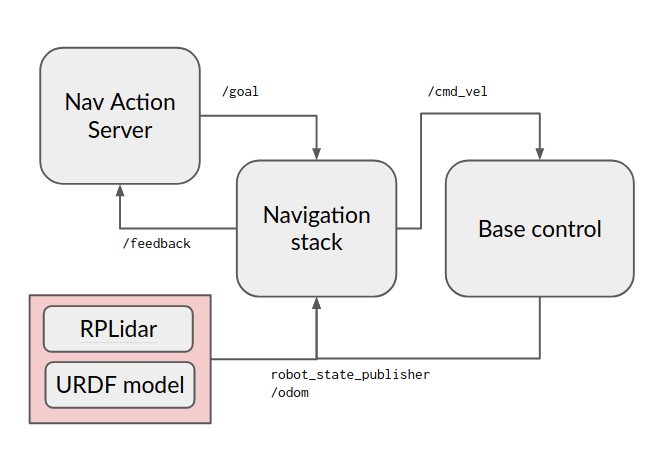 /goal
/cmd_vel
Nav Action
Server
Navigation
stack
Base control
/feedback
RPLidar
URDF model
robot_state_publisher
/odom